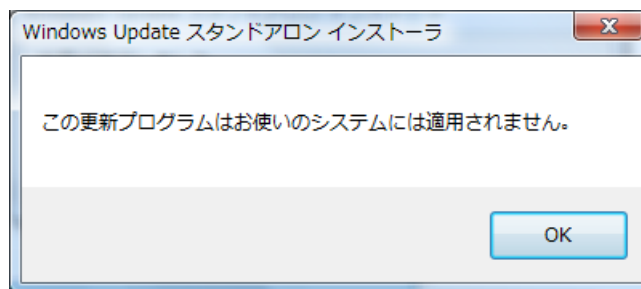 Windows Update スタンドアロン インストーラ
この更新プログラムはお使いのシステムには適用されません。
OK